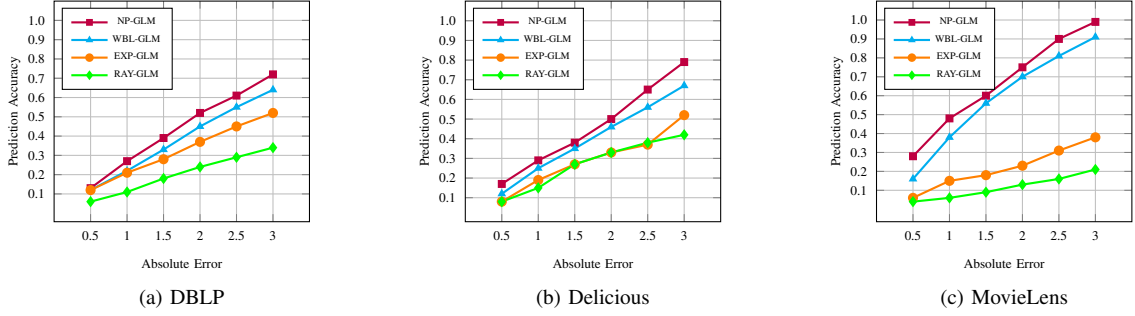 1.0
0.9
0.8
0.7
0.6
0.5
0.4
0.3
0.2
0.1
Prediction Accuracy
NP-GLM
WBL-GLM
EXP-GLM
RAY-GLM
0.5 1 1.5 2 2.5 3
Absolute Error
(a) DBLP
1.0
0.9
0.8
0.7
0.6
0.5
0.4
0.3
0.2
0.1
Prediction Accuracy
NP-GLM
WBL-GLM
EXP-GLM
RAY-GLM
0.5 1 1.5 2 2.5 3
Absolute Error
(b) Delicious
1.0
0.9
0.8
0.7
0.6
0.5
0.4
0.3
0.2
0.1
Prediction Accuracy
NP-GLM
WBL-GLM
EXP-GLM
RAY-GLM
0.5 1 1.5 2 2.5 3
Absolute Error
(c) MovieLens